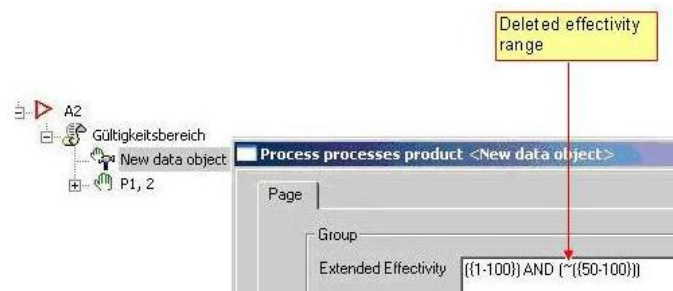 Deleted effectivity
range
A2
Gültigkeitsbereich
New data object
P1, 2
Process processes product <New data object>
Page
Group
Extended Effectivity
({1-100}) AND (~({50-100}))